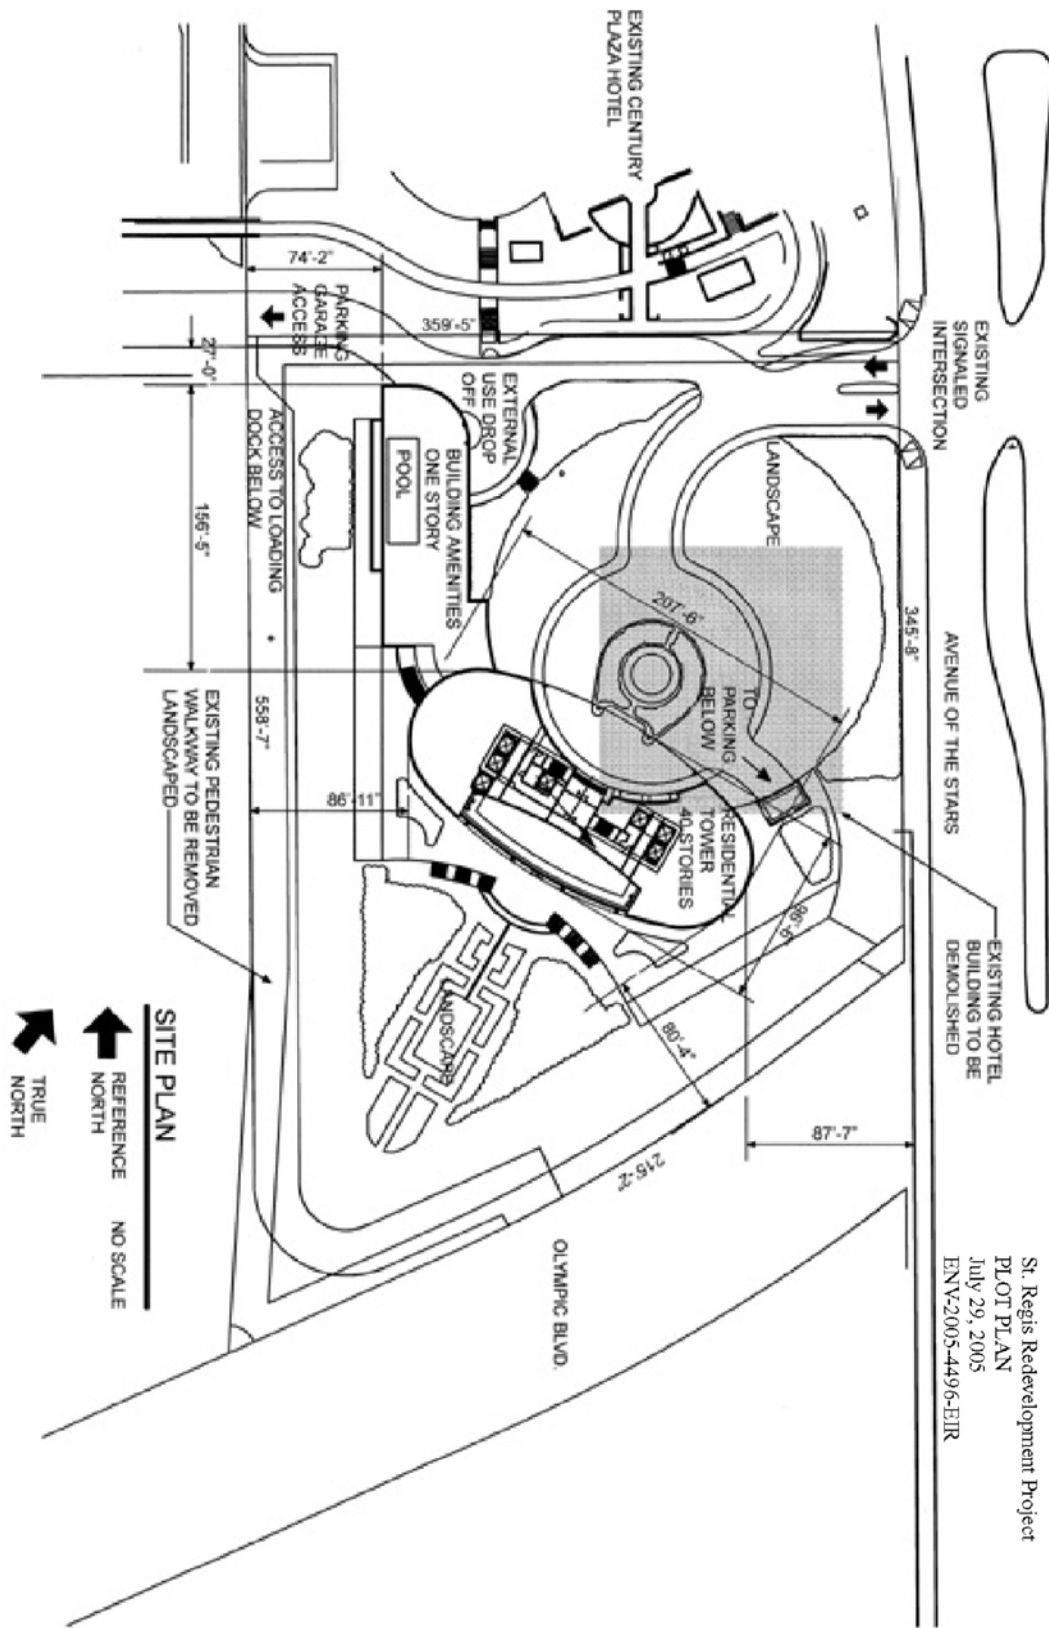 St. Regis Redevelopment Project
PLOT PLAN
July 29, 2005
ENV-2005-4496-EIR
EXISTING
SIGNALED
INTERSECTION
AVENUE OF THE STARS
EXISTING HOTEL
BUILDING TO BE
DEMOLISHED
345'-8"
87'-7"
EXISTING CENTURY
PLAZA HOTEL
LANDSCAPE
207'-6"
TO
PARKING
BELOW
RESIDENTIAL
TOWER
40 STORIES
80'-4"
215'-2"
OLYMPIC BLVD.
359'-5"
EXTERNAL
USE DROP
OFF
BUILDING AMENITIES
ONE STORY
POOL
74'-2"
PARKING
GARAGE
ACCESS
27'-0"
ACCESS TO LOADING
DOCK BELOW
156'-5"
558'-7"
86'-11"
LANDSCAPE
EXISTING PEDESTRIAN
WALKWAY TO BE REMOVED
LANDSCAPED
SITE PLAN
REFERENCE
NORTH
NO SCALE
TRUE
NORTH